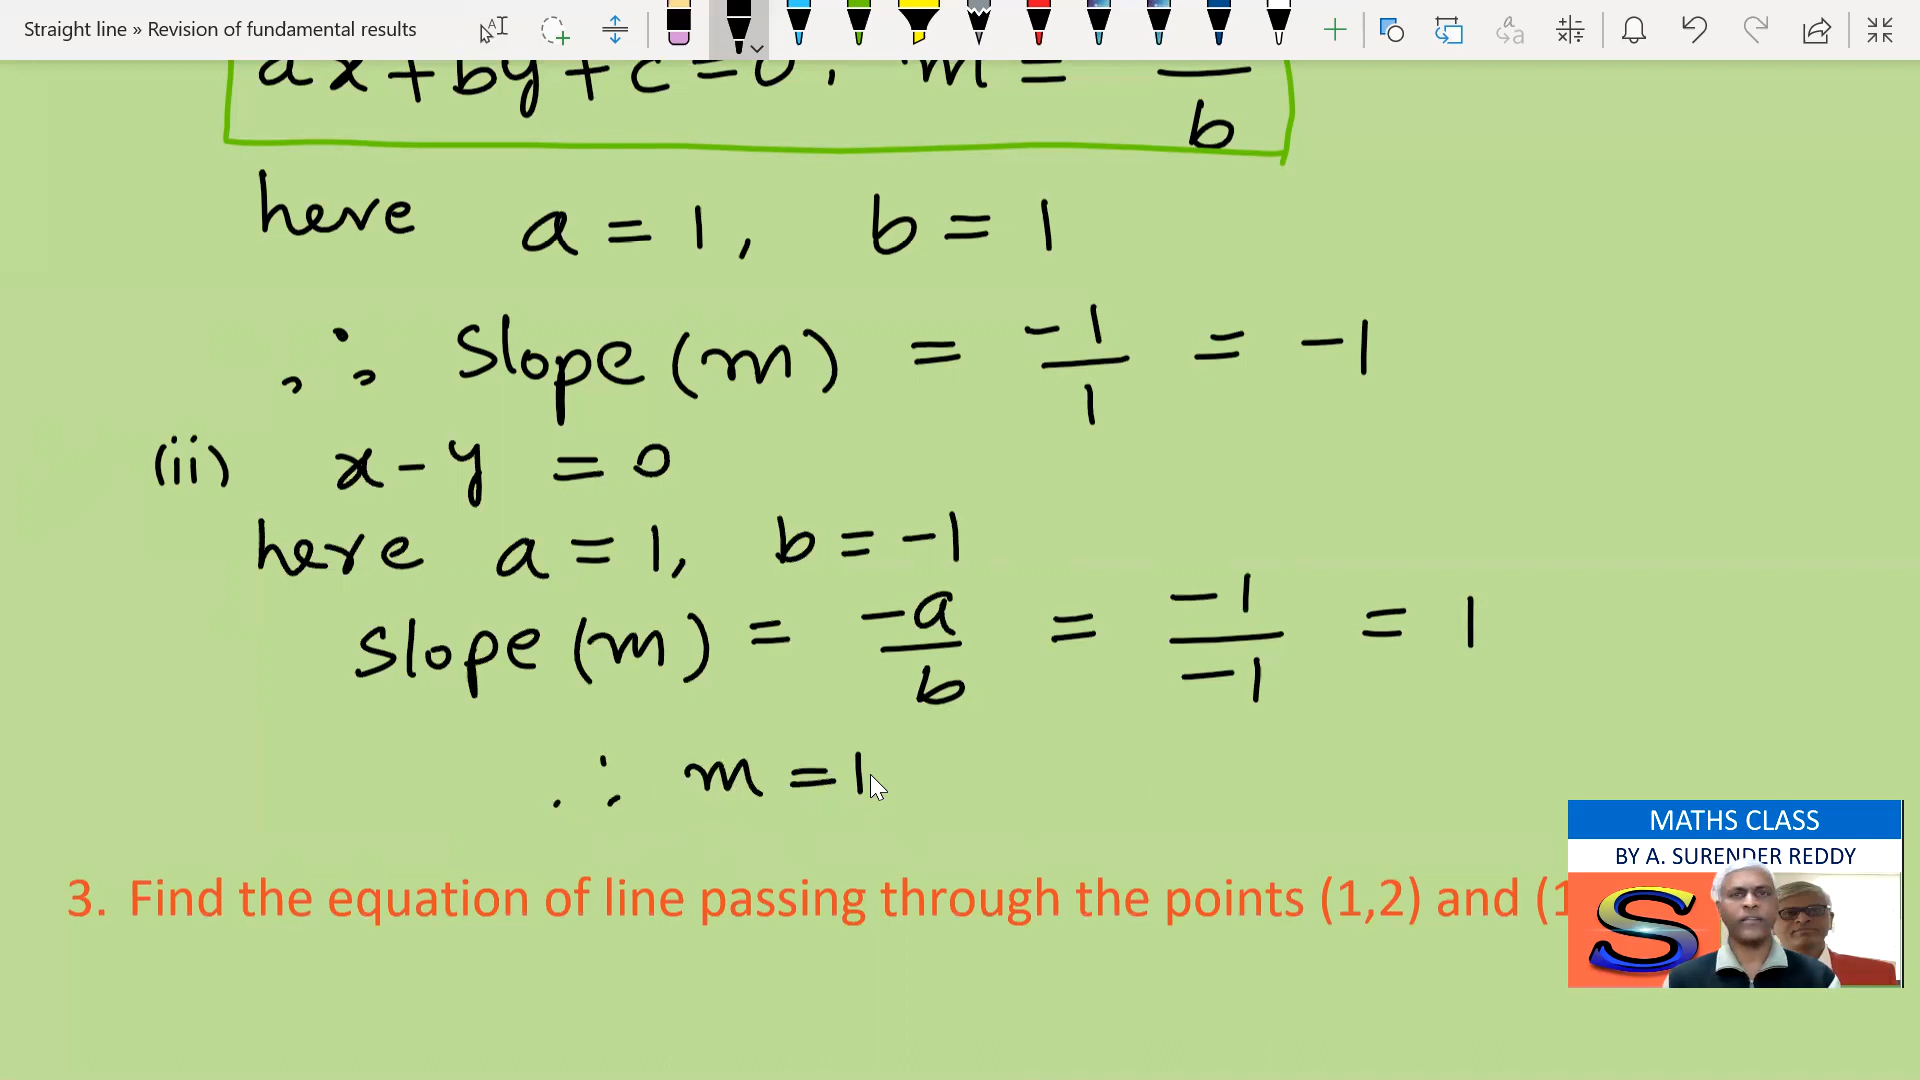 Straight line » Revision of fundamental results
ax+by+c=0, m = — b
here a = 1, b = 1
∴ Slope (m) = -1/1 = -1
(ii) x - y = 0
here a = 1, b = -1
Slope (m) = -a/b = -1/-1 = 1
∴ m = 1
3. Find the equation of line passing through the points (1,2) and (1
MATHS CLASS
BY A. SURENDER REDDY
S